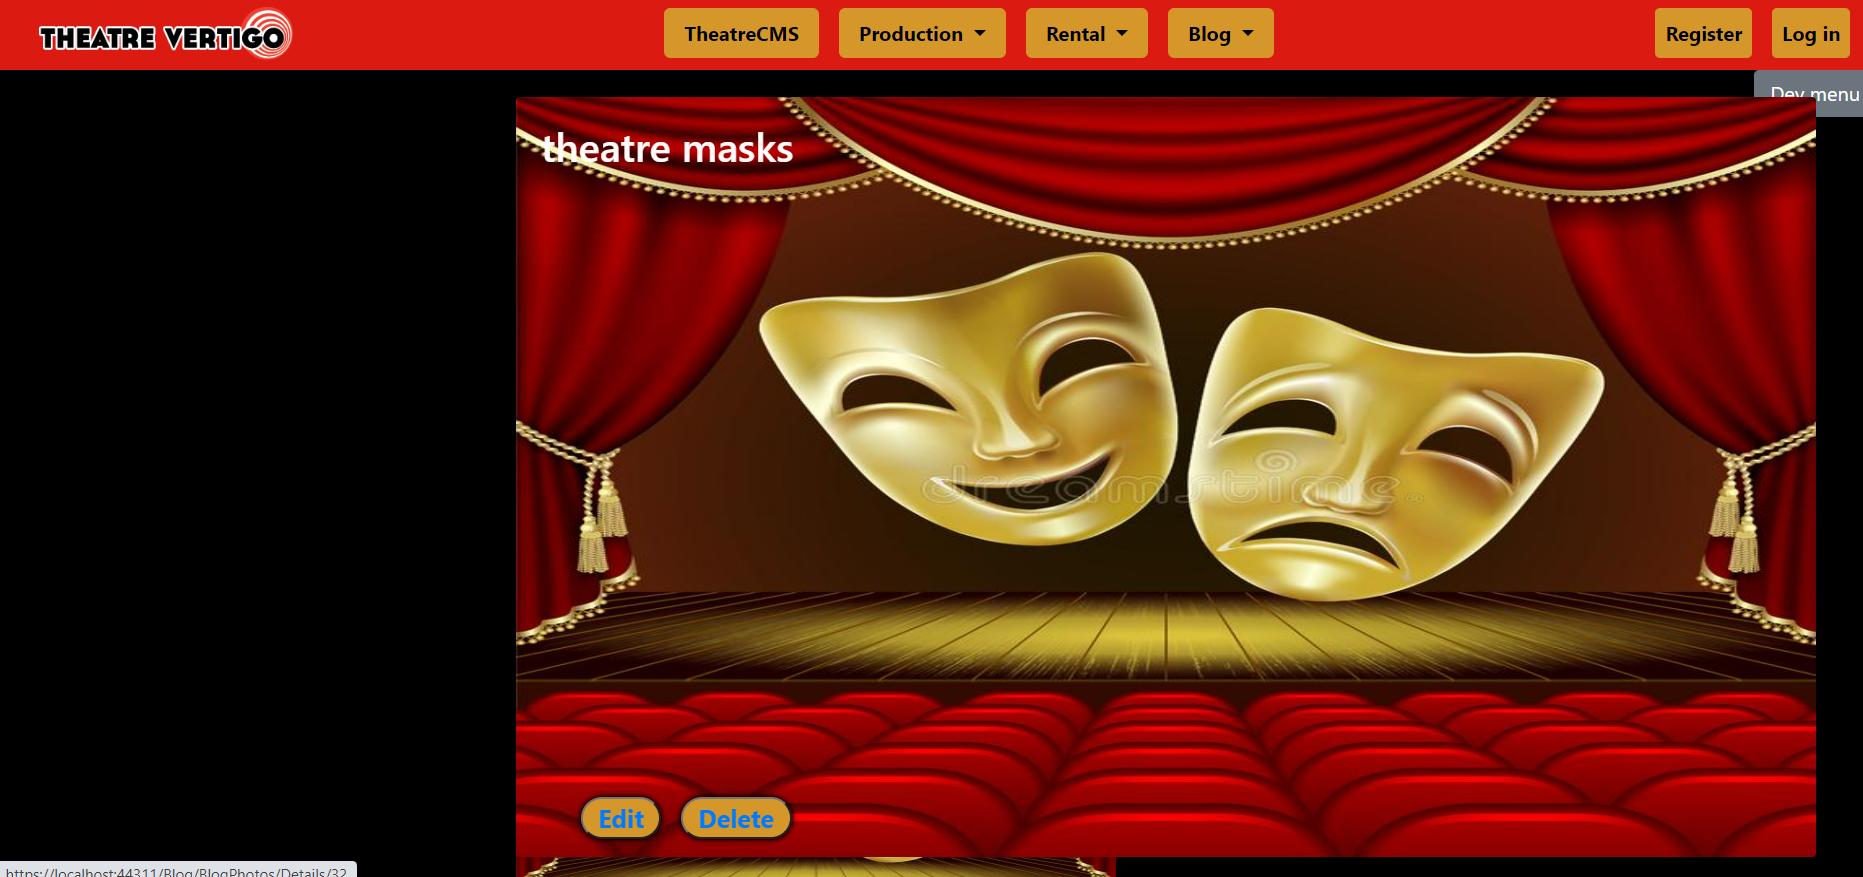 THEATRE VERTIGO
TheatreCMS
Production
Rental
Blog
Register
Log in
Dev menu
theatre masks
dreamstime
Edit
Delete
https://localhost:44311/Blog/BlogPhotos/Details/32